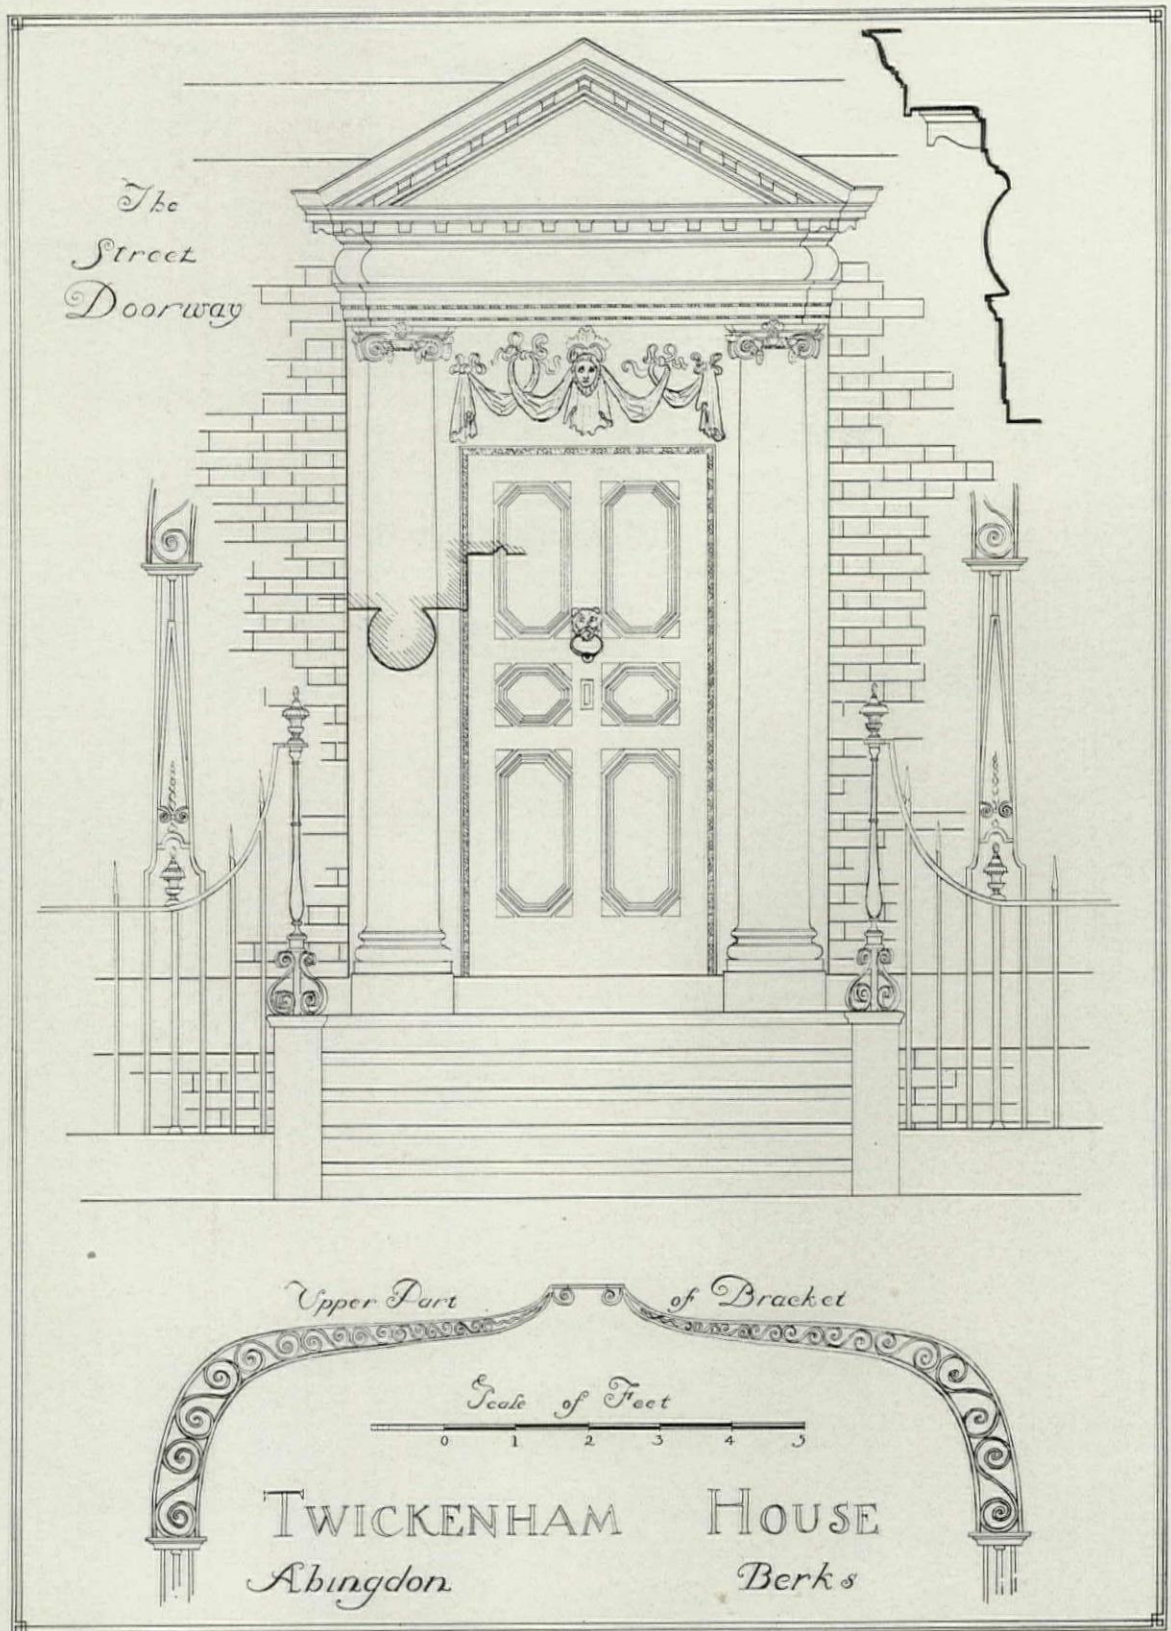 The
Street
Doorway
Upper Part of Bracket
Scale of Feet
0 1 2 3 4 5
TWICKENHAM HOUSE
Abingdon Berks